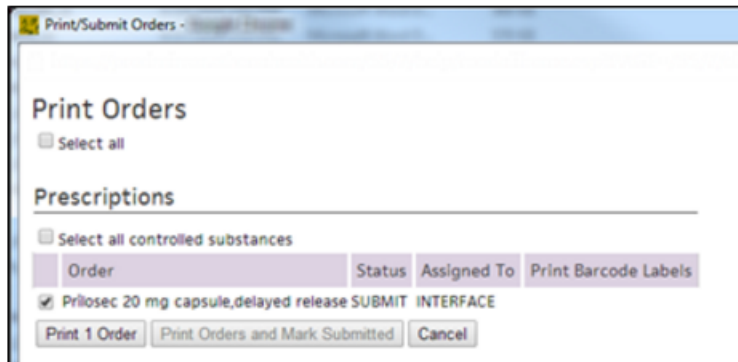 Print/Submit Orders -
Print Orders
Select all
Prescriptions
Select all controlled substances
Order Status Assigned To Print Barcode Labels
Prilosec 20 mg capsule,delayed release SUBMIT INTERFACE
Print 1 Order Print Orders and Mark Submitted Cancel